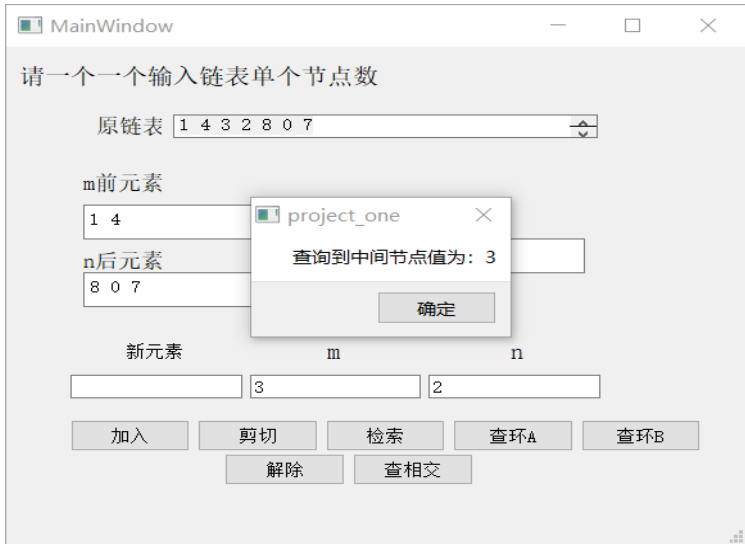 MainWindow
请一个一个输入链表单个节点数
原链表 1 4 3 2 8 0 7
m前元素
1 4
project_one
查询到中间节点值为: 3
确定
n后元素
8 0 7
新元素 m n
3 2
加入 剪切 检索 查环A 查环B
解除 查相交